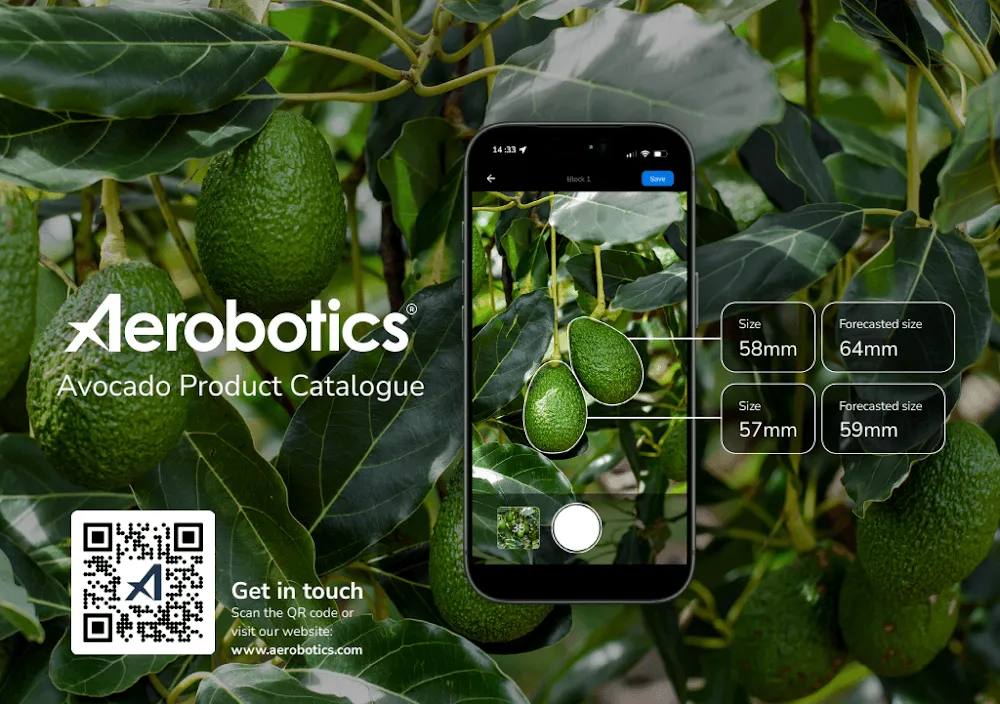 Aerobotics®
Avocado Product Catalogue
Get in touch
Scan the QR code or
visit our website:
www.aerobotics.com
14:33
Block 1
Save
Size
58mm
Forecasted size
64mm
Size
57mm
Forecasted size
59mm